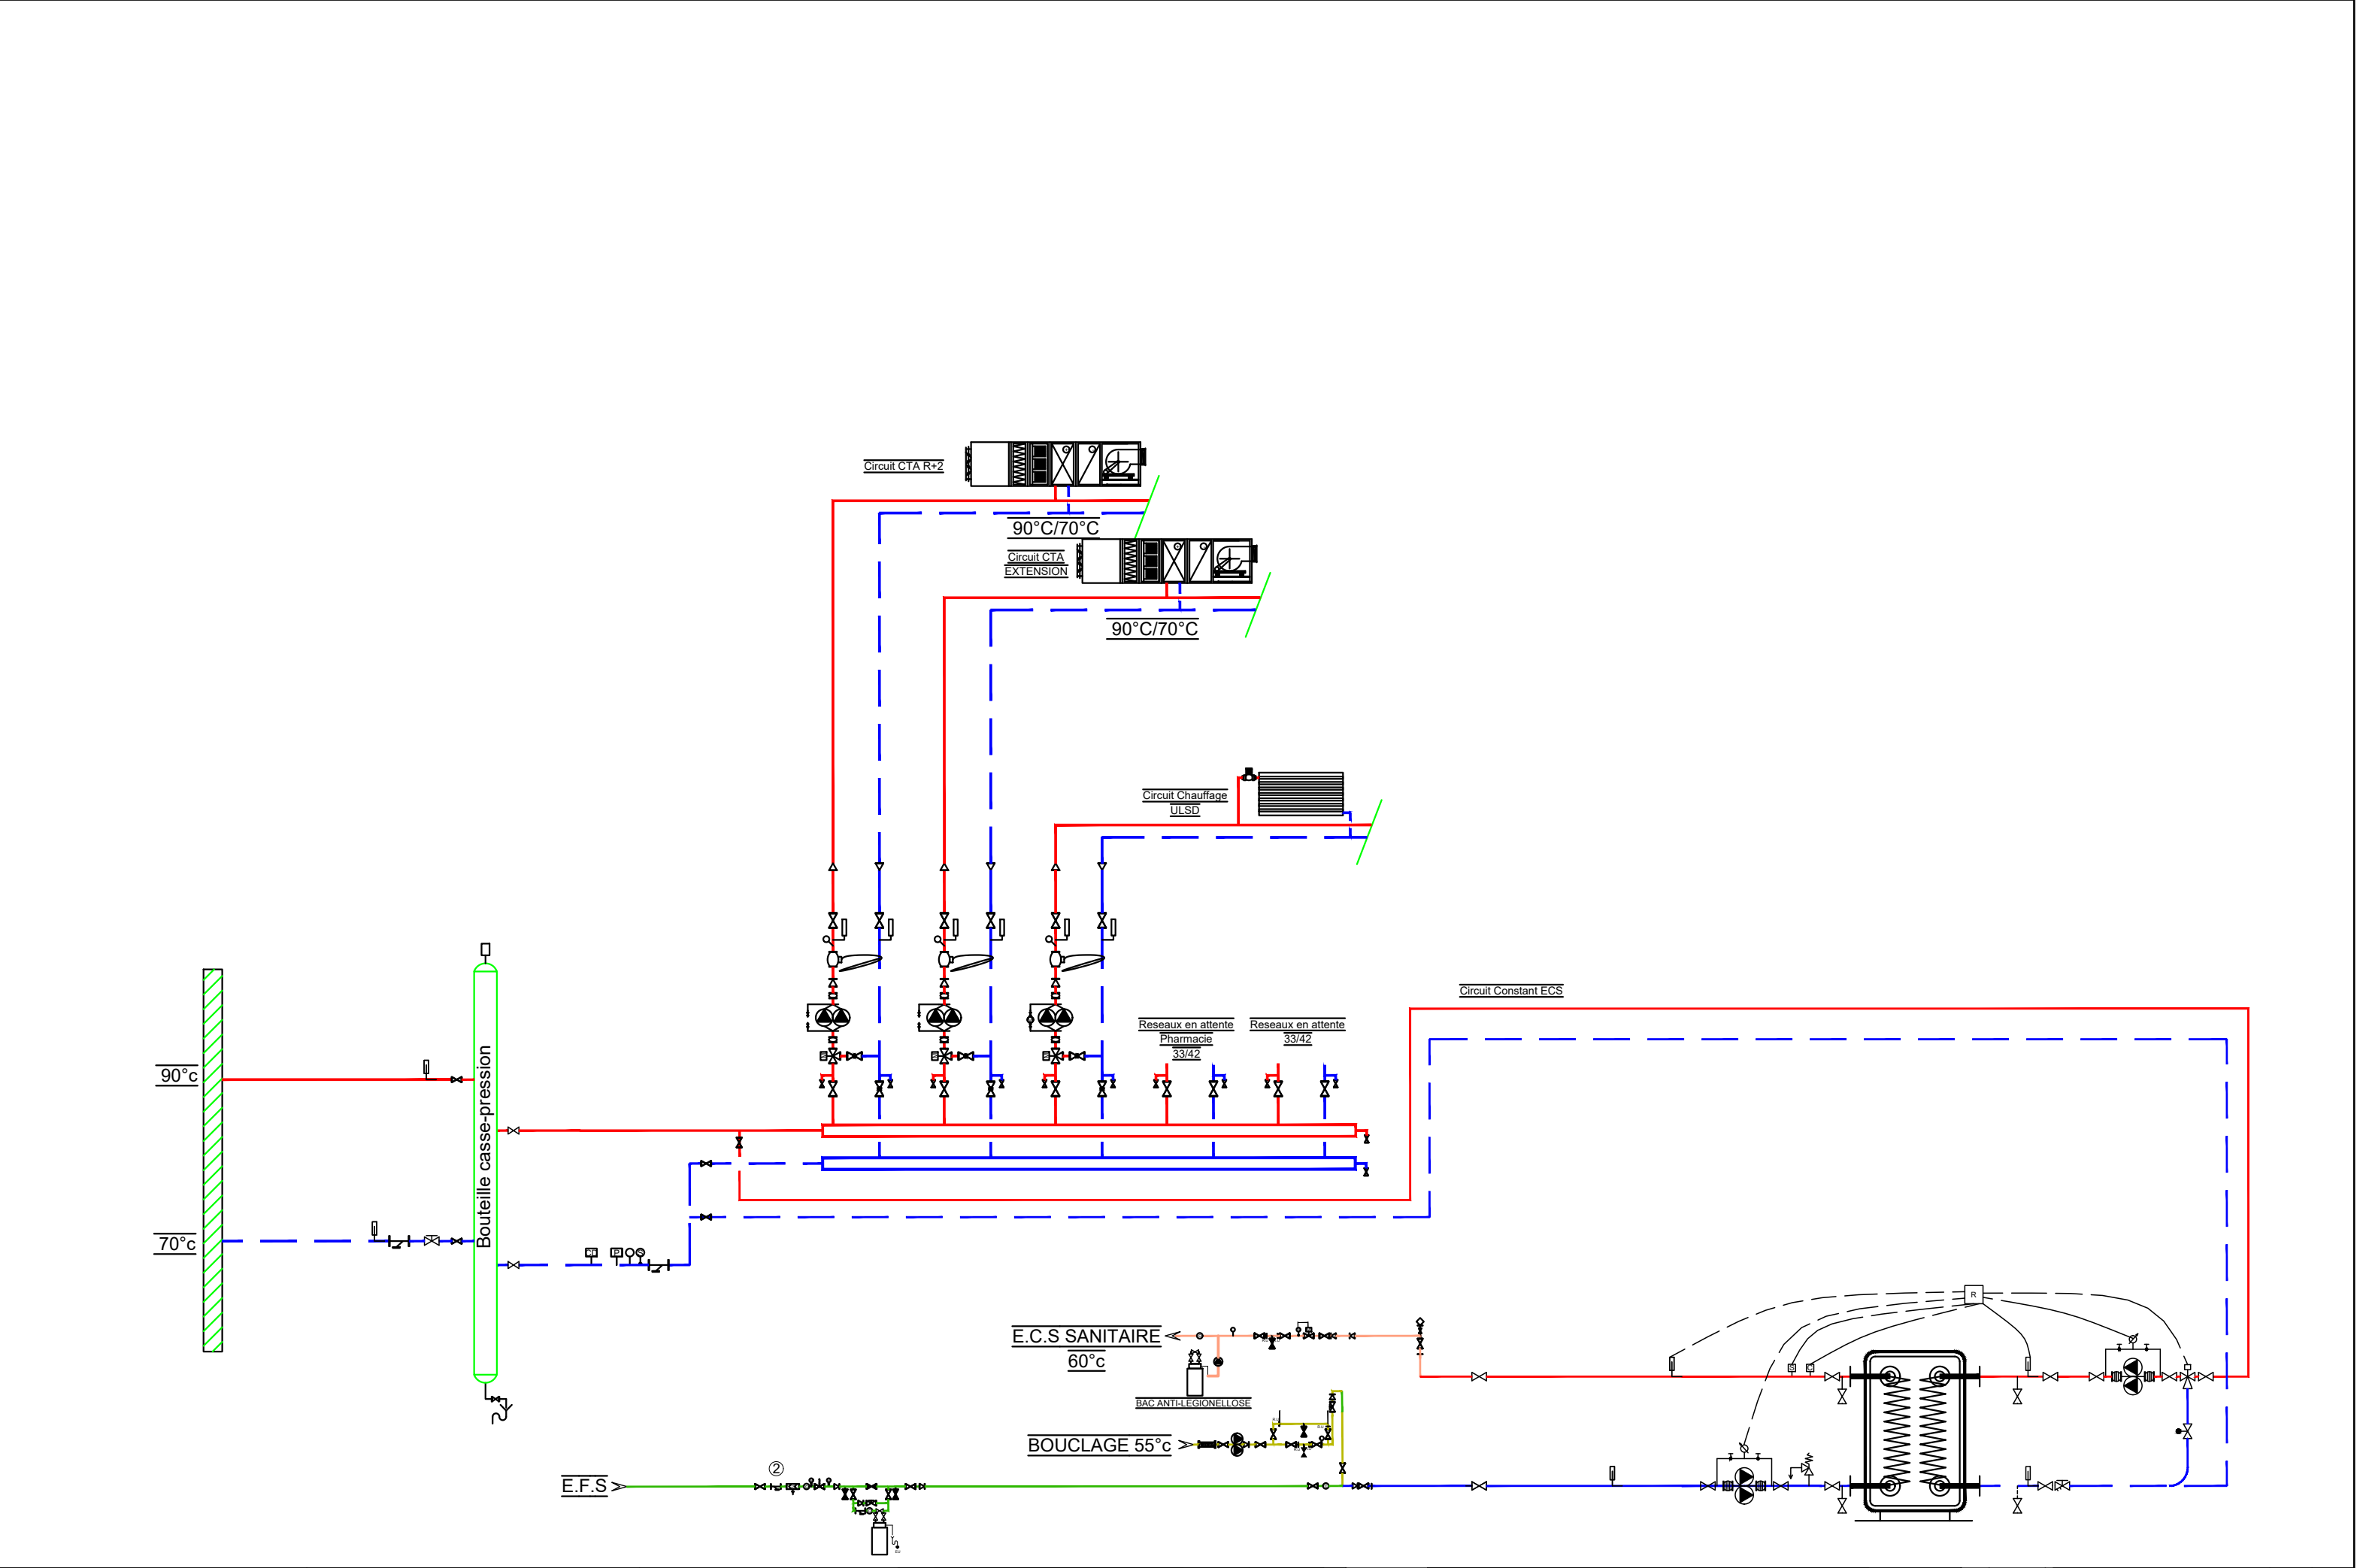 Circuit CTA R+2
90°C/70°C
Circuit CTA
EXTENSION
90°C/70°C
Circuit Chauffage
ULSD
Circuit Constant ECS
Reseaux en attente
Pharmacie
33/42
Reseaux en attente
33/42
90°c
Bouteille casse-pression
70°c
R
E.C.S SANITAIRE
60°c
BAC ANTI-LEGIONELLOSE
BOUCLAGE 55°c
2
E.F.S